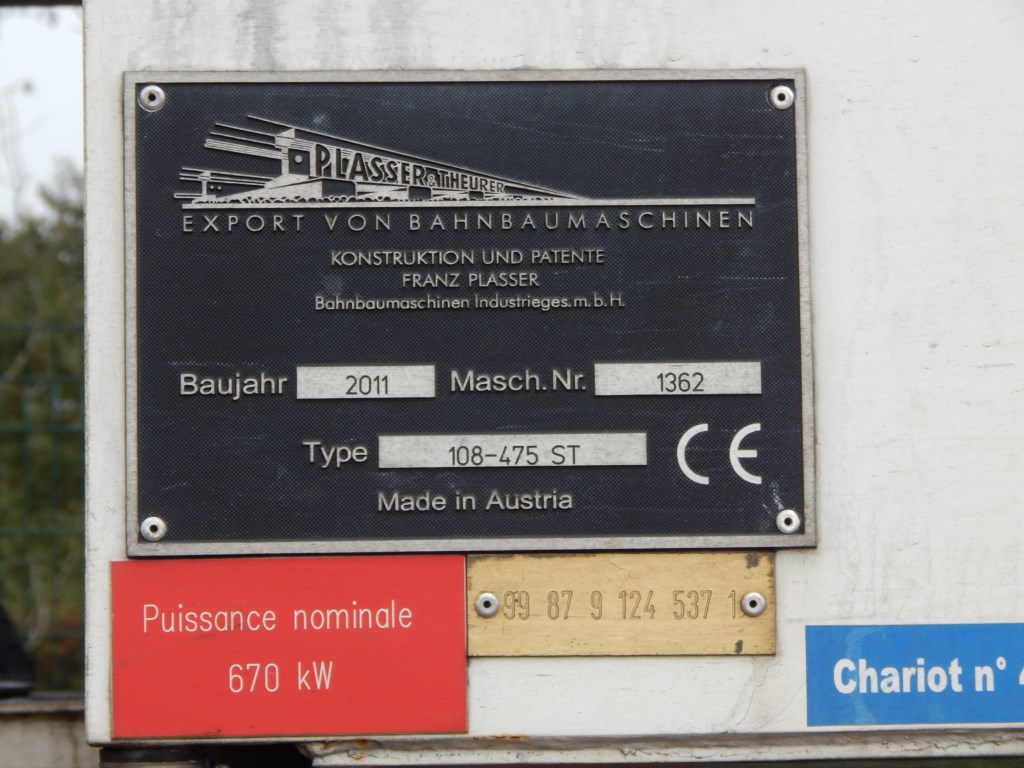 PLASSER & THEURER
EXPORT VON BAHNBAUMASCHINEN
KONSTRUKTION UND PATENTE
FRANZ PLASSER
Bahnbaumaschinen Industrieges.m.b.H.
Baujahr 2011 Masch.Nr. 1362
Type 108-475 ST CE
Made in Austria
Puissance nominale
670 kW
99 87 9 124 537 1
Chariot n°